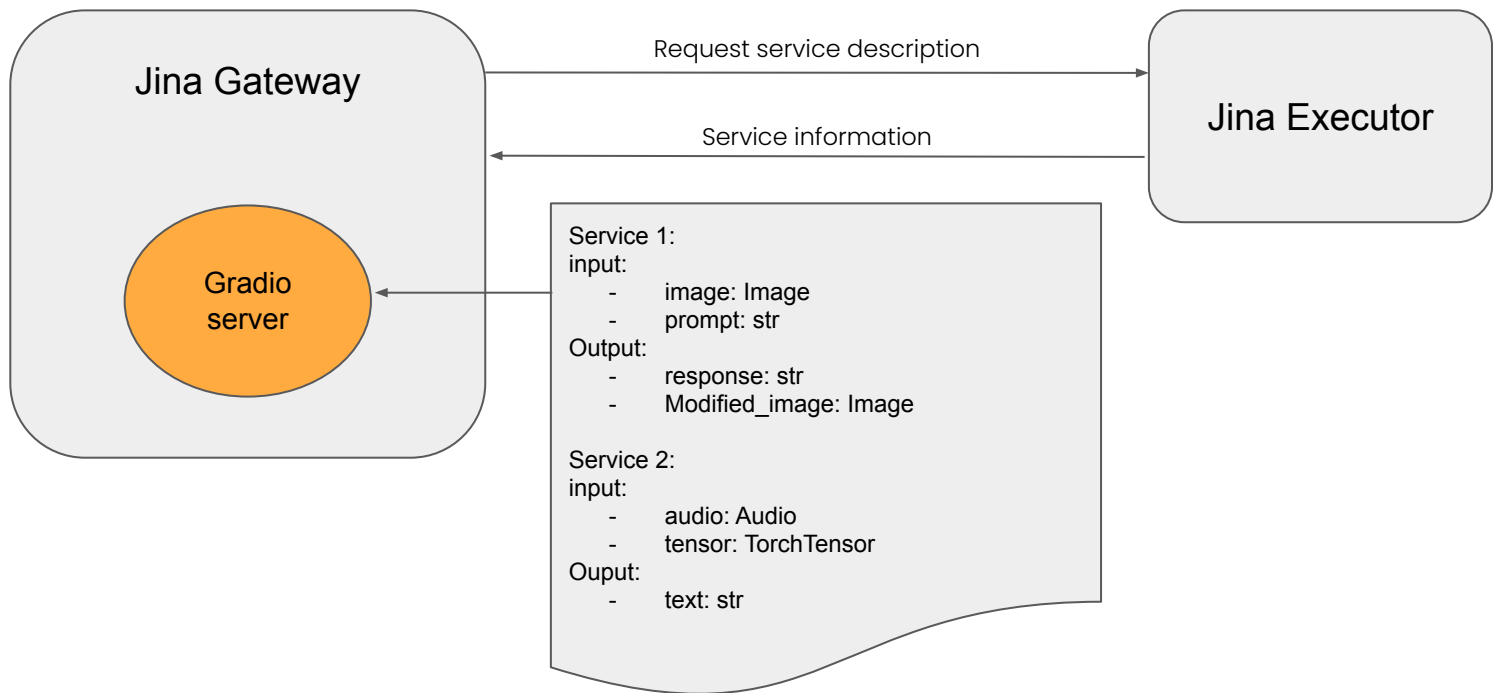 Jina Gateway
Request service description
Jina Executor
Service information
Gradio
server
Service 1:
input:
- image: Image
- prompt: str
Output:
- response: str
- Modified_image: Image
Service 2:
input:
- audio: Audio
- tensor: TorchTensor
Ouput:
- text: str